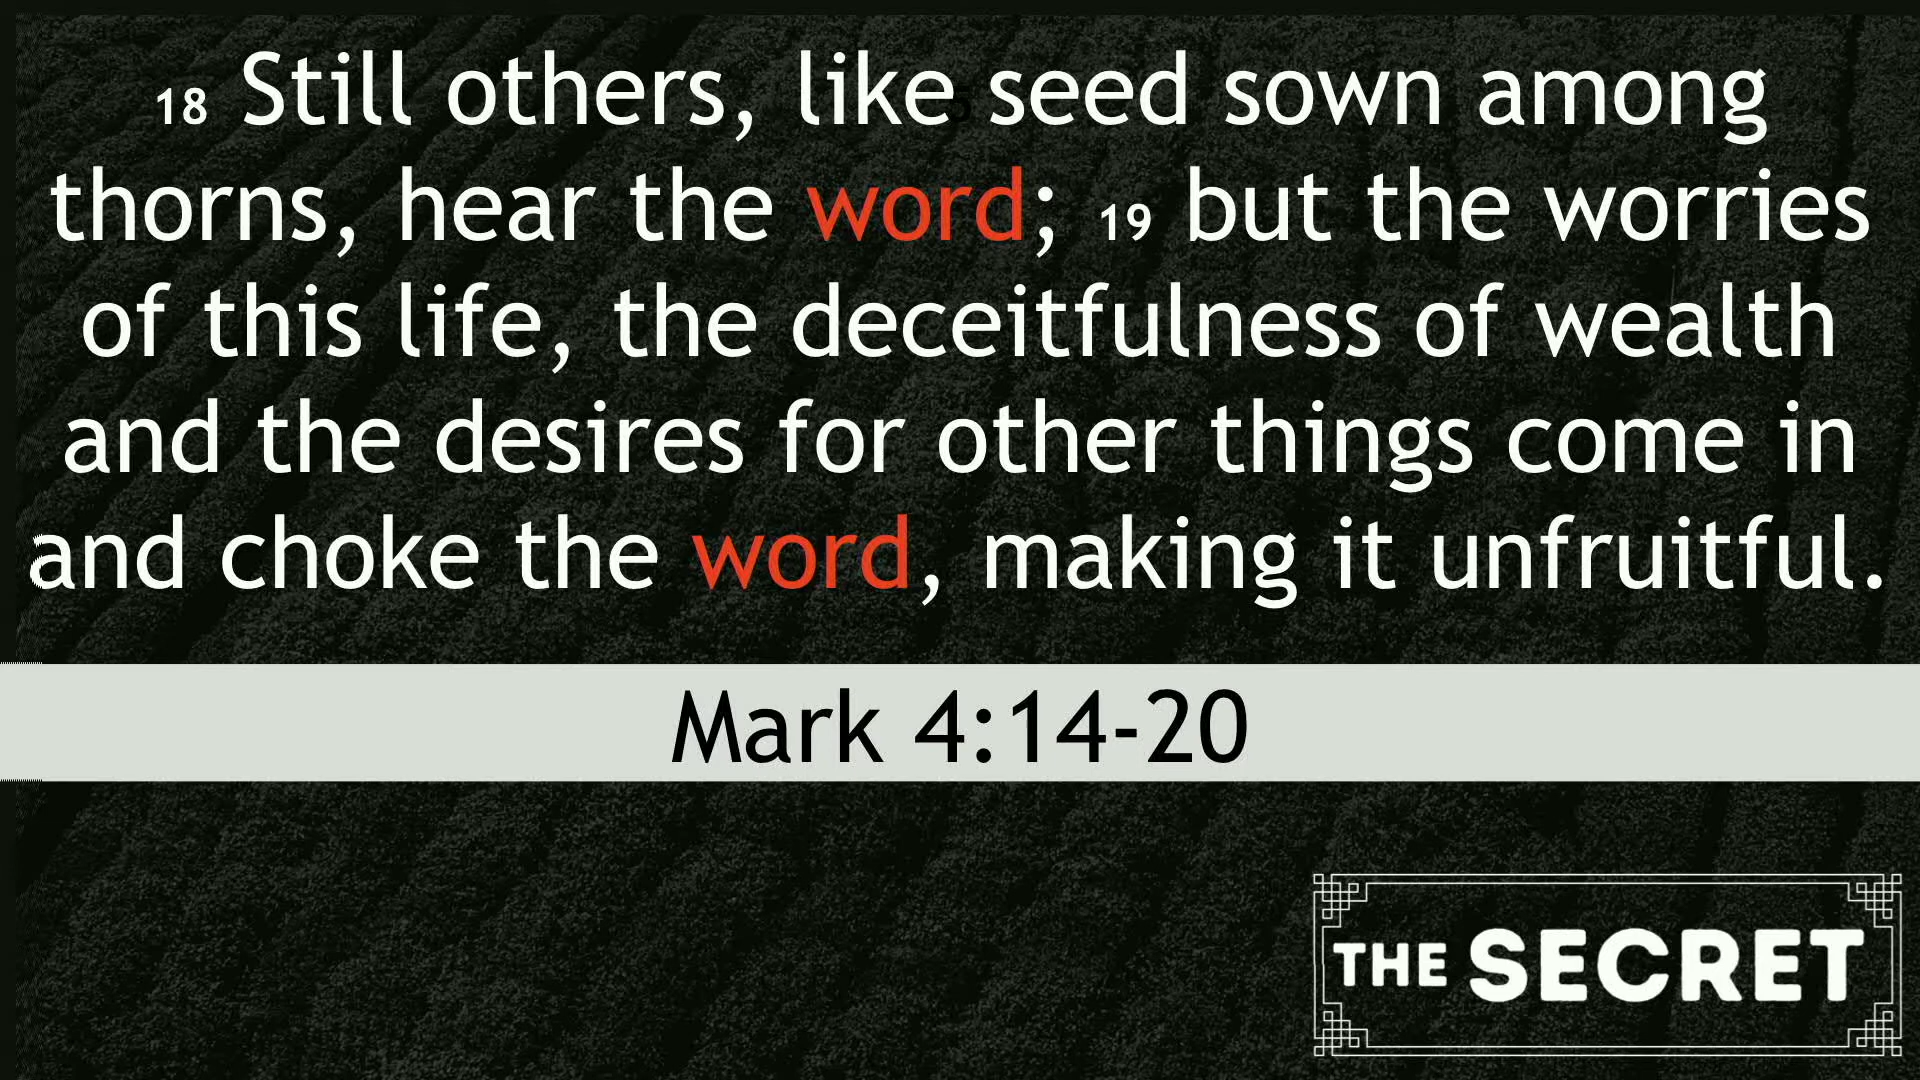 18 Still others, like seed sown among
thorns, hear the word; 19 but the worries
of this life, the deceitfulness of wealth
and the desires for other things come in
and choke the word, making it unfruitful.
Mark 4:14-20
THE SECRET